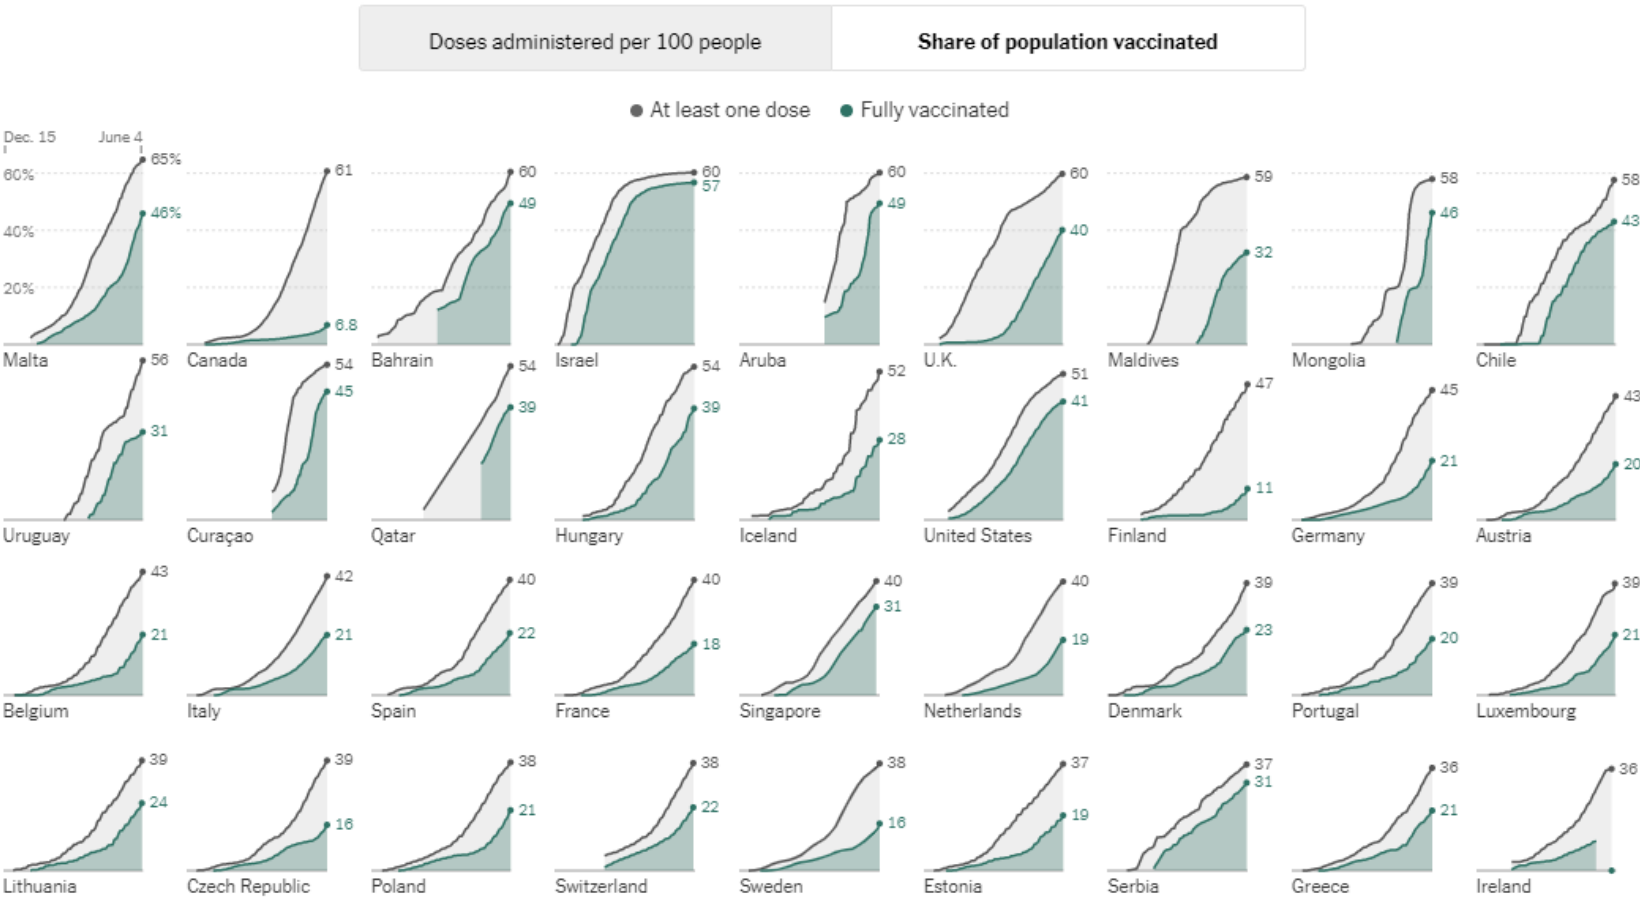 Doses administered per 100 people Share of population vaccinated
At least one dose Fully vaccinated
Dec. 15 June 4
60%
40%
20%
65% 61 60 60 60 60 59 58 58
46% 6.8 49 57 49 40 32 46 43
Malta Canada Bahrain Israel Aruba U.K. Maldives Mongolia Chile
56 54 54 54 52 51 47 45 43
31 45 39 39 28 41 11 21 20
Uruguay Curaçao Qatar Hungary Iceland United States Finland Germany Austria
43 42 40 40 40 40 39 39 39
21 21 22 18 31 19 23 20 21
Belgium Italy Spain France Singapore Netherlands Denmark Portugal Luxembourg
39 39 38 38 38 37 37 36 36
24 16 21 22 16 19 31 21
Lithuania Czech Republic Poland Switzerland Sweden Estonia Serbia Greece Ireland